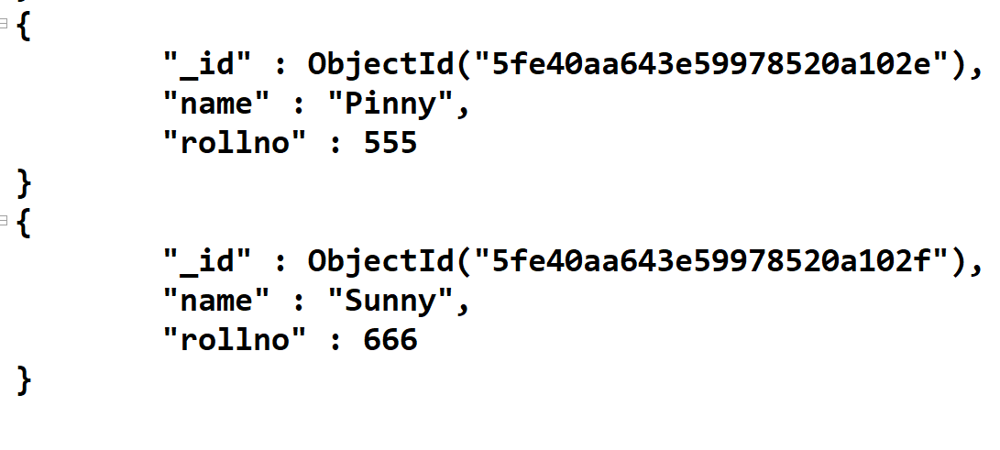 {
"_id" : ObjectId("5fe40aa643e59978520a102e"),
"name" : "Pinny",
"rollno" : 555
}
{
"_id" : ObjectId("5fe40aa643e59978520a102f"),
"name" : "Sunny",
"rollno" : 666
}